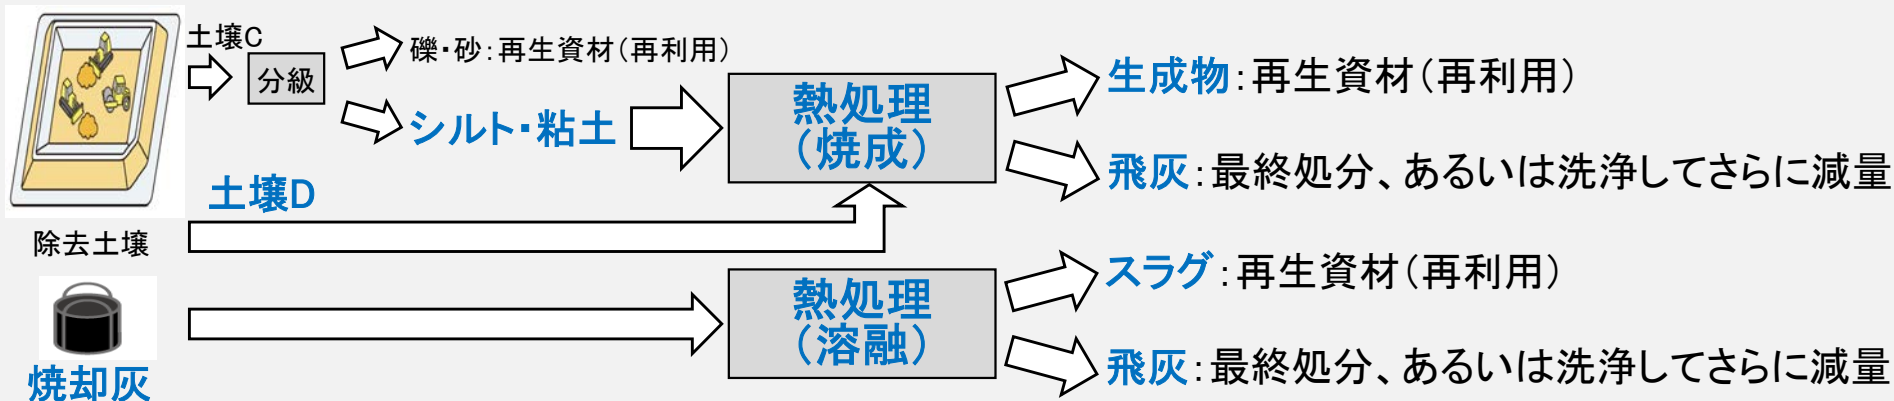 土壌C
分級
礫・砂：再生資材（再利用）
シルト・粘土
土壌D
除去土壌
焼却灰
熱処理
（焼成）
生成物：再生資材（再利用）
飛灰：最終処分、あるいは洗浄してさらに減量
熱処理
（溶融）
スラグ：再生資材（再利用）
飛灰：最終処分、あるいは洗浄してさらに減量